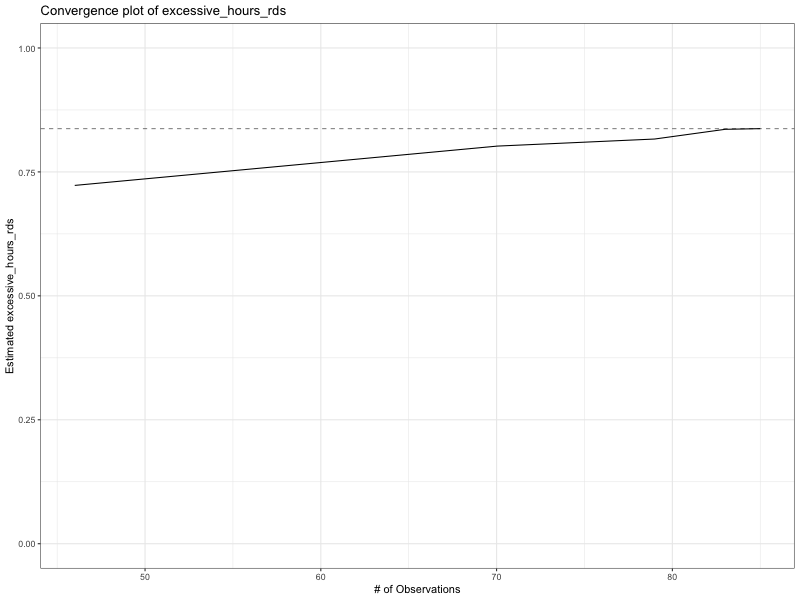 Convergence plot of excessive_hours_rds
Estimated excessive_hours_rds
1.00
0.75
0.50
0.25
0.00
50 60 70 80
# of Observations